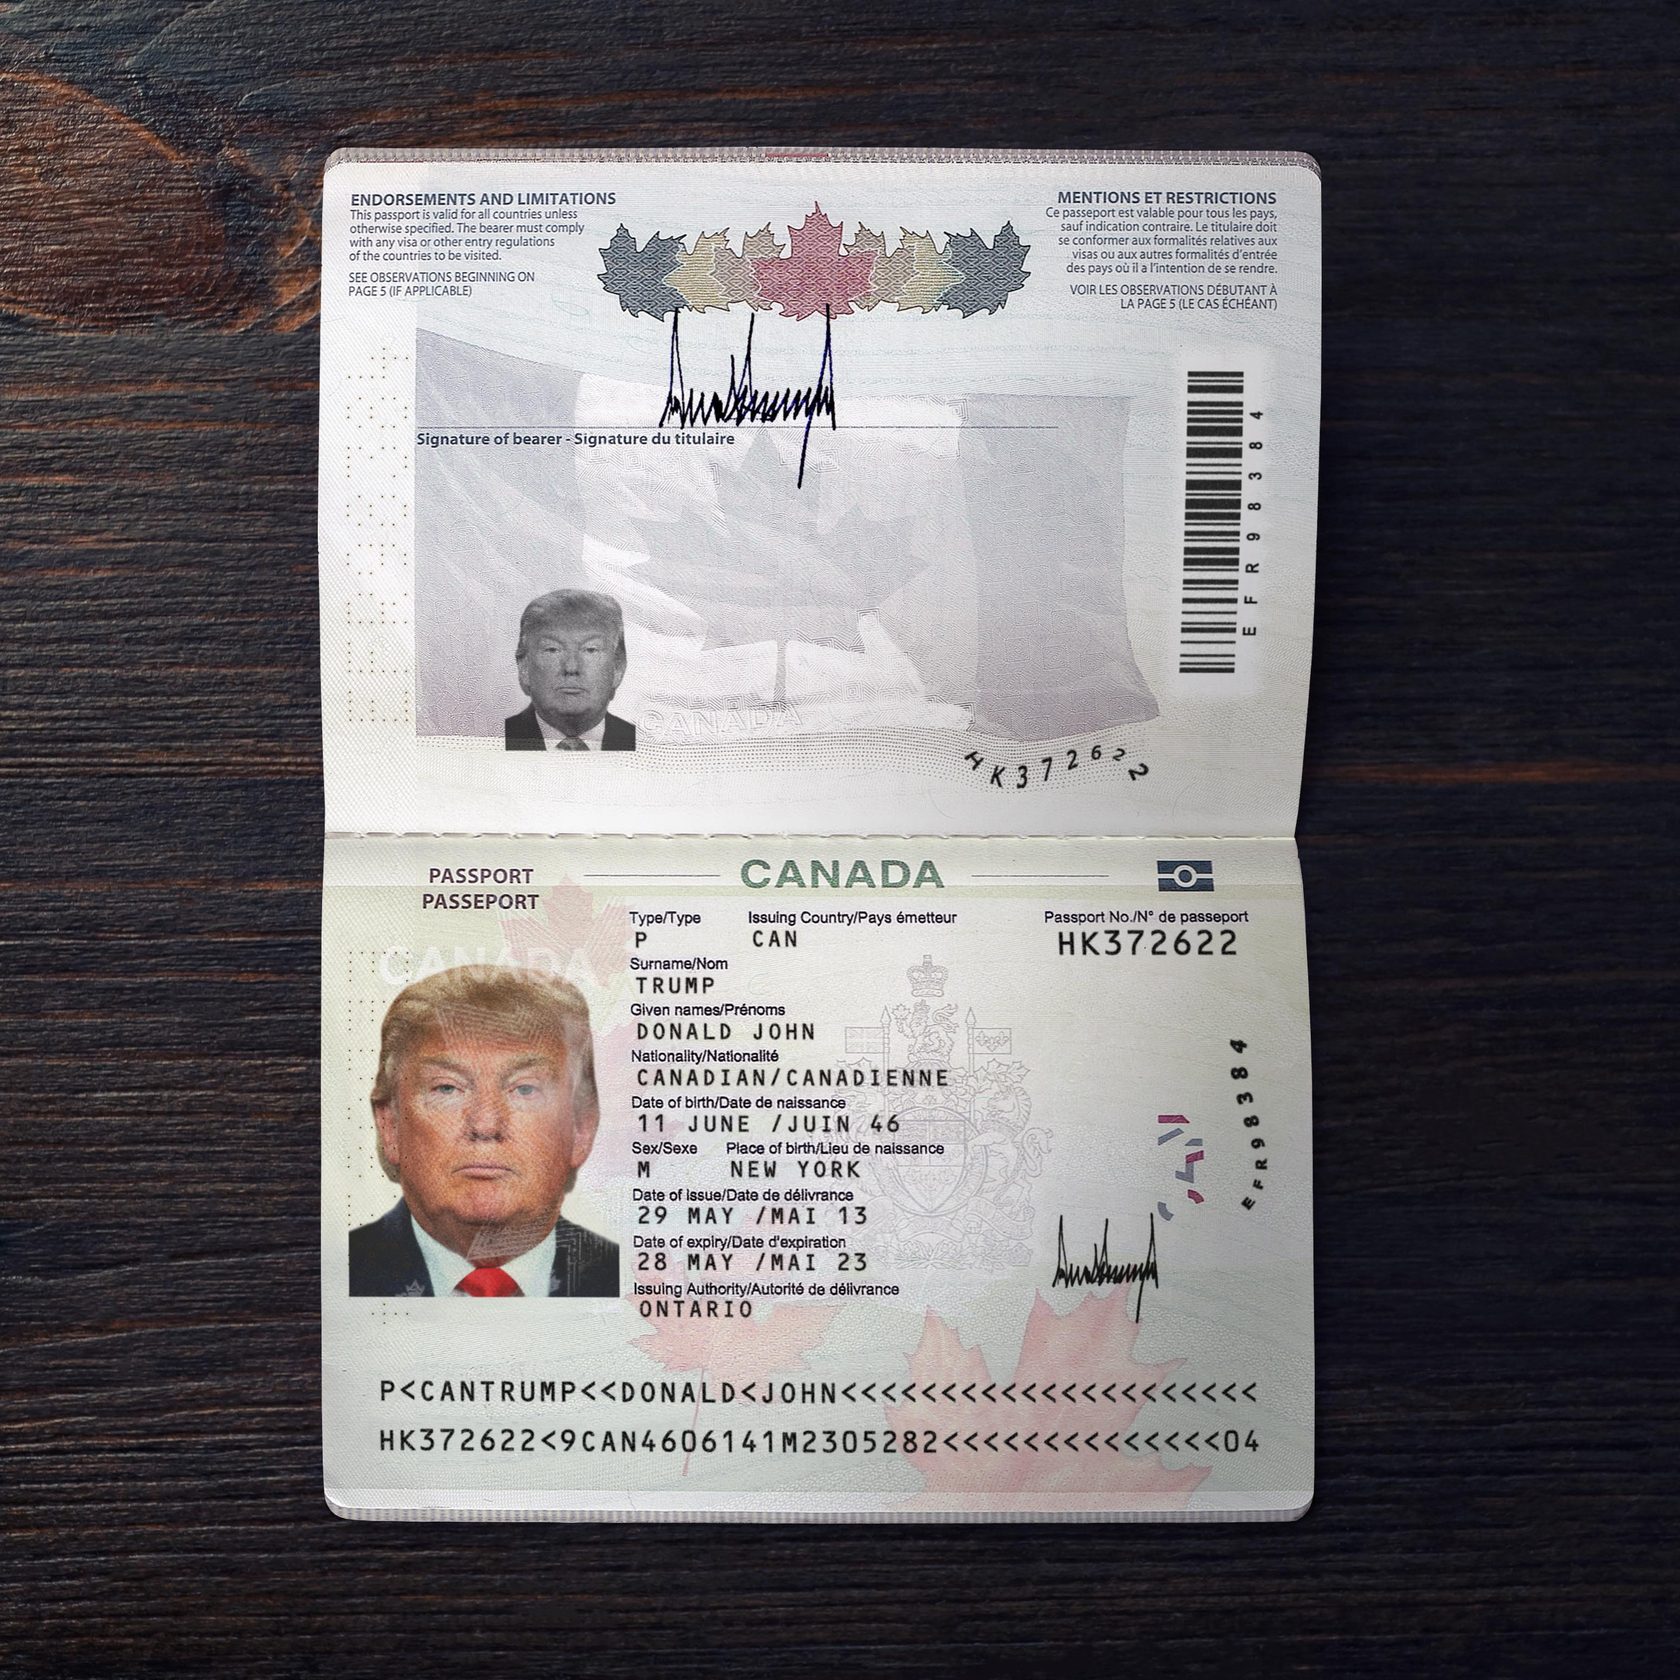 ENDORSEMENTS AND LIMITATIONS
This passport is valid for all countries unless
otherwise specified. The bearer must comply
with any visa or other entry regulations
of the countries to be visited.
SEE OBSERVATIONS BEGINNING ON
PAGE 5 (IF APPLICABLE)
MENTIONS ET RESTRICTIONS
Ce passeport est valable pour tous les pays,
sauf indication contraire. Le titulaire doit
se conformer aux formalités relatives aux
visas ou aux autres formalités d'entrée
des pays où il a l'intention de se rendre.
VOIR LES OBSERVATIONS DÉBUTANT À
LA PAGE 5 (LE CAS ÉCHÉANT)
Signature of bearer - Signature du titulaire
EFR98384
CANADA
HK372622
PASSPORT
PASSEPORT
CANADA
CANADA
Type/Type Issuing Country/Pays émetteur Passport No./N° de passeport
P CAN HK372622
Surname/Nom
TRUMP
Given names/Prénoms
DONALD JOHN
Nationality/Nationalité
CANADIAN/CANADIENNE
Date of birth/Date de naissance
11 JUNE /JUIN 46
Sex/Sexe Place of birth/Lieu de naissance
M NEW YORK
Date of issue/Date de délivrance
29 MAY /MAI 13
Date of expiry/Date d'expiration
28 MAY /MAI 23
Issuing Authority/Autorité de délivrance
ONTARIO
EFR98384
P<CANTRUMP<<DONALD<JOHN<<<<<<<<<<<<<<<<<<<<<
HK372622<9CAN4606141M2305282<<<<<<<<<<<<<<04